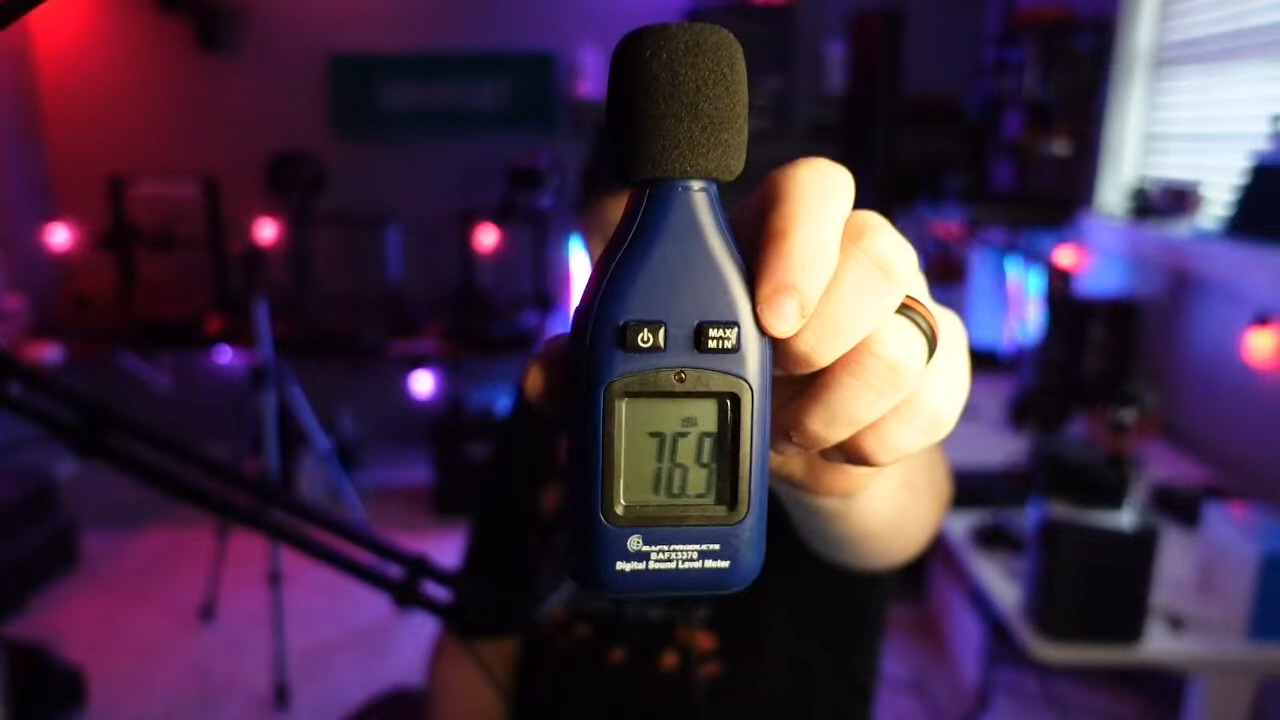 MAX/
MIN
dBA
76.9
BAFX PRODUCTS
BAFX3370
Digital Sound Level Meter